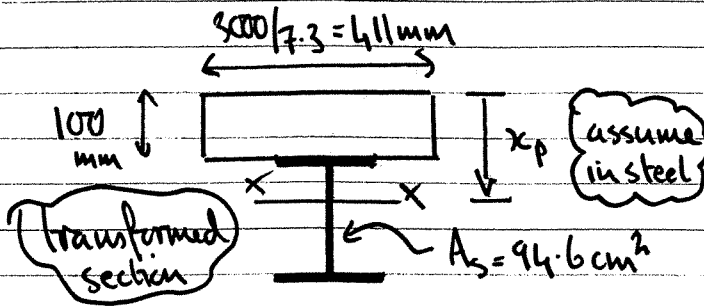 3000/7.3 = 411mm
100
mm
x_p
assume
in steel
x x
transformed
section
A_s = 94.6 cm²